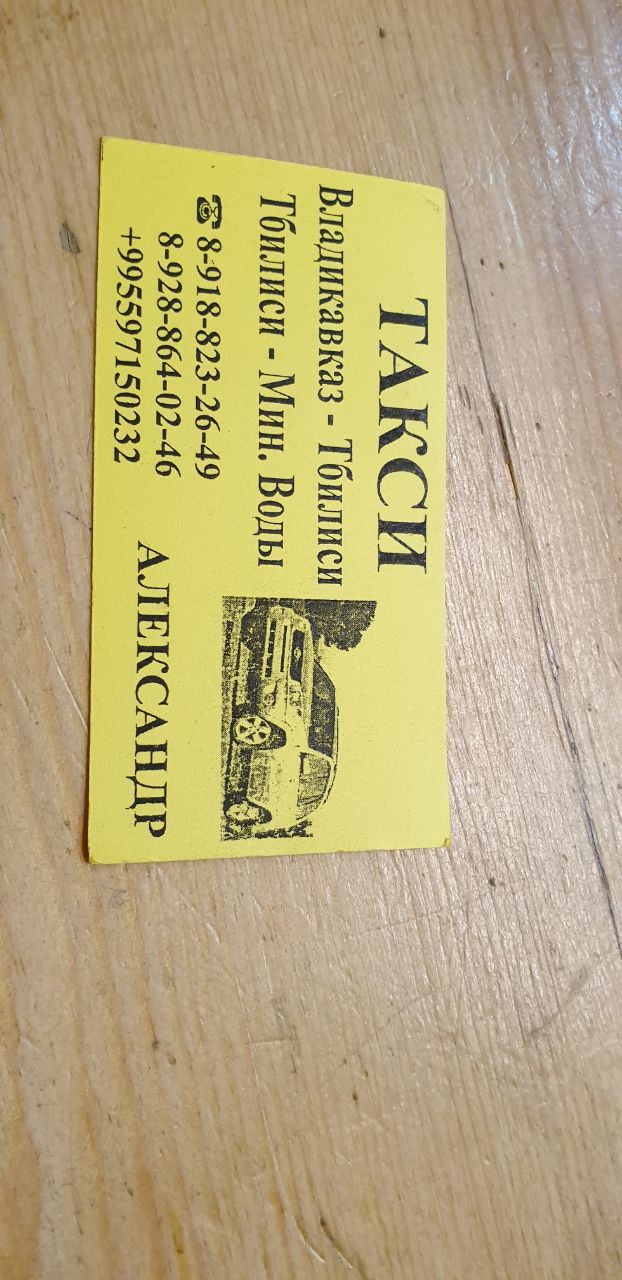 ТАКСИ
Владикавказ - Тбилиси
Тбилиси - Мин. Воды
☎ 8-918-823-26-49
8-928-864-02-46
+995597150232
АЛЕКСАНДР